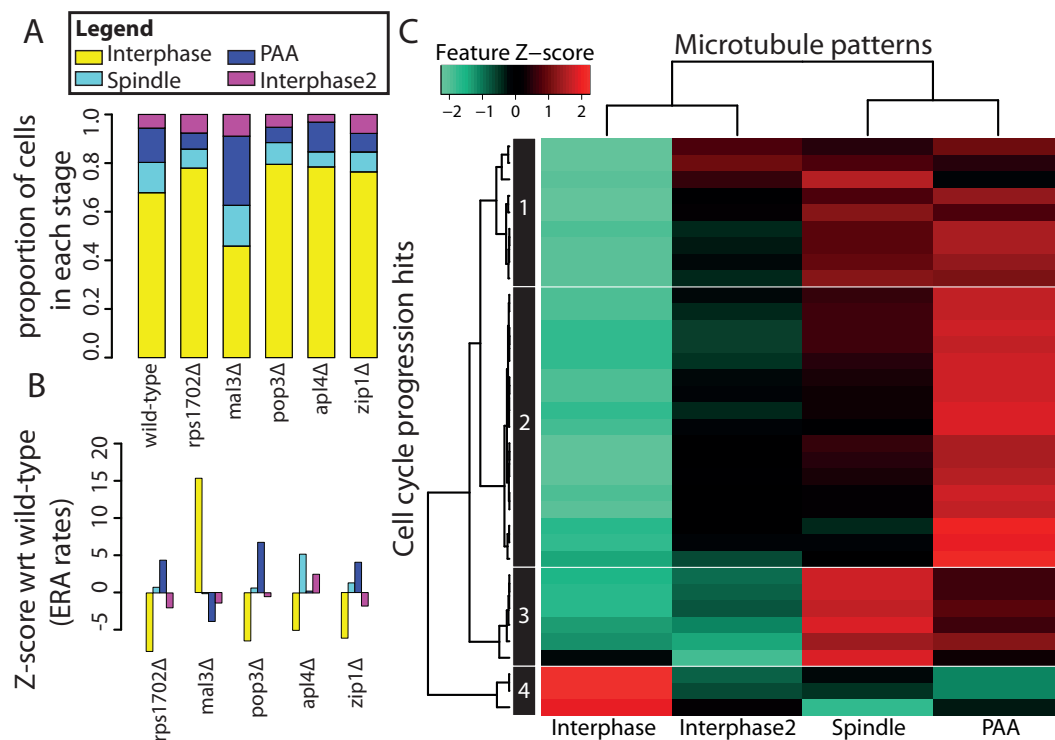 A
Legend
Interphase
PAA
Spindle
Interphase2
proportion of cells
in each stage
0.0 0.2 0.4 0.6 0.8 1.0
wild-type
rps1702Δ
mal3Δ
pop3Δ
apl4Δ
zip1Δ
B
Z-score wrt wild-type
(ERA rates)
-5 0 5 10 15 20
rps1702Δ
mal3Δ
pop3Δ
apl4Δ
zip1Δ
C
Feature Z−score
−2 −1 0 1 2
Microtubule patterns
Cell cycle progression hits
1
2
3
4
Interphase
Interphase2
Spindle
PAA